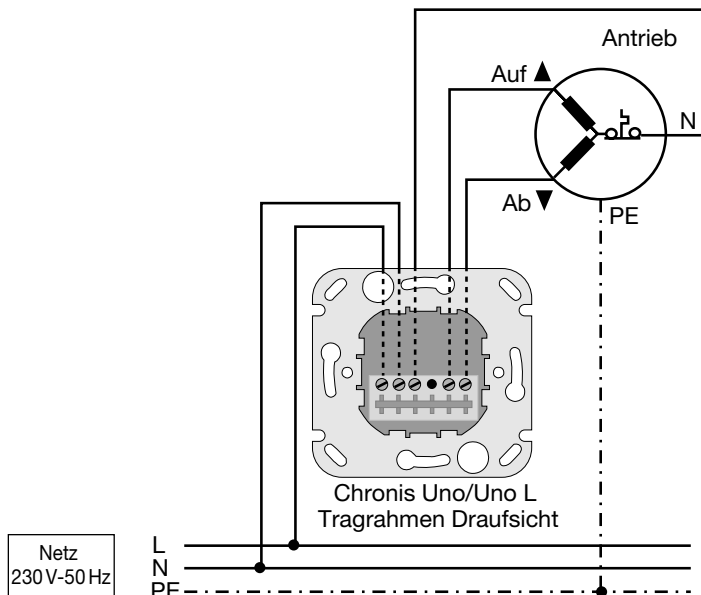 Antrieb
Auf ▲
N
Ab ▼
PE
Chronis Uno/Uno L
Tragrahmen Draufsicht
Netz
230 V-50 Hz
L
N
PE